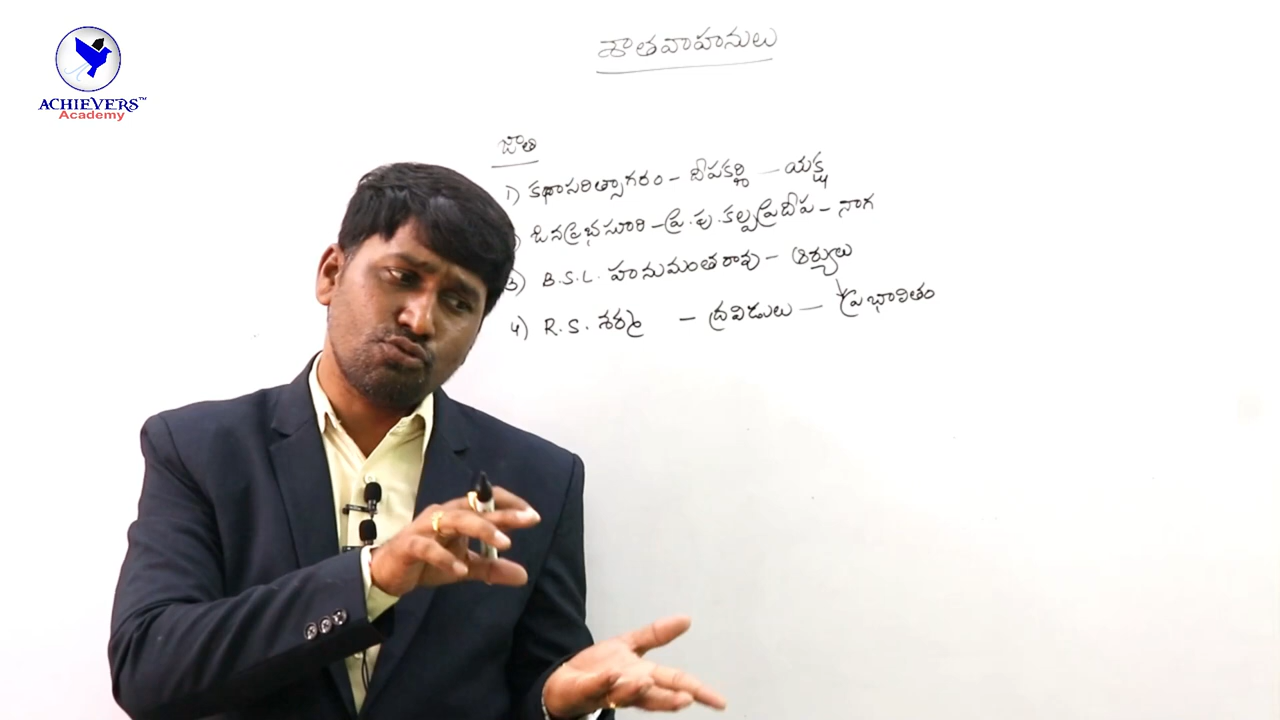 ACHIEVERS™
Academy
శాతవాహనులు
జాతి
1) కథాసరిత్సాగరం - దీపకర్ణి - యక్ష
) జినప్రభసూరి - ప్ర.పు. కల్పప్రదీప - నాగ
3) B.S.L. హనుమంతరావు - ఆర్యులు
4) R.S. శర్మ - ద్రవిడులు - ప్రభావితం